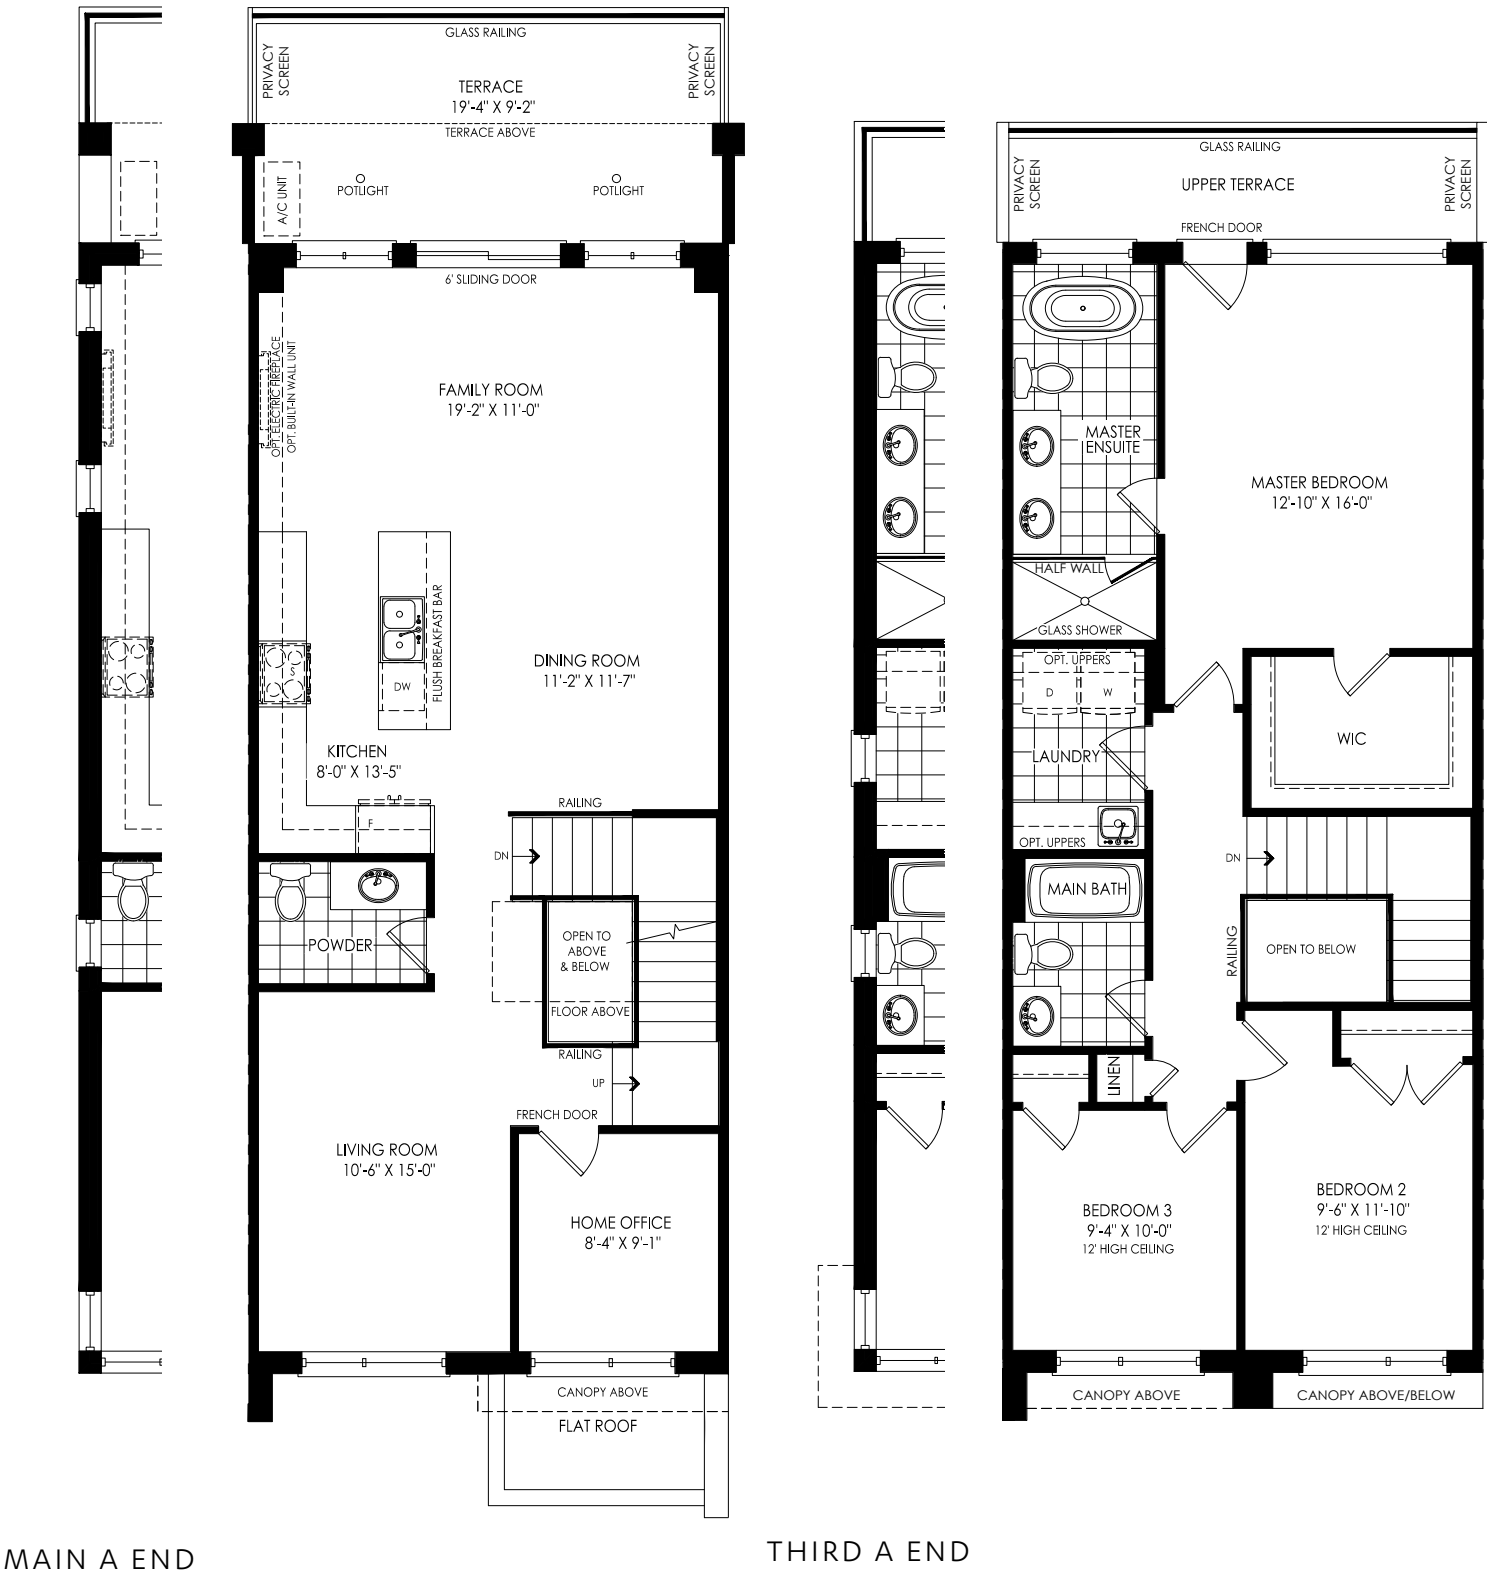 GLASS RAILING
PRIVACY
SCREEN
PRIVACY
SCREEN
TERRACE
19'-4" X 9'-2"
TERRACE ABOVE
A/C UNIT
POTLIGHT
POTLIGHT
6' SLIDING DOOR
OPT. ELECTRIC FIREPLACE
OPT. BUILT-IN WALL UNIT
FAMILY ROOM
19'-2" X 11'-0"
FLUSH BREAKFAST BAR
DINING ROOM
11'-2" X 11'-7"
S
DW
KITCHEN
8'-0" X 13'-5"
F
RAILING
DN
POWDER
OPEN TO
ABOVE
& BELOW
FLOOR ABOVE
RAILING
UP
FRENCH DOOR
LIVING ROOM
10'-6" X 15'-0"
HOME OFFICE
8'-4" X 9'-1"
CANOPY ABOVE
FLAT ROOF
MAIN A END
GLASS RAILING
PRIVACY
SCREEN
PRIVACY
SCREEN
UPPER TERRACE
FRENCH DOOR
MASTER
ENSUITE
MASTER BEDROOM
12'-10" X 16'-0"
HALF WALL
GLASS SHOWER
OPT. UPPERS
D
W
WIC
LAUNDRY
OPT. UPPERS
DN
MAIN BATH
RAILING
OPEN TO BELOW
LINEN
BEDROOM 3
9'-4" X 10'-0"
12' HIGH CEILING
BEDROOM 2
9'-6" X 11'-10"
12' HIGH CEILING
CANOPY ABOVE
CANOPY ABOVE/BELOW
THIRD A END